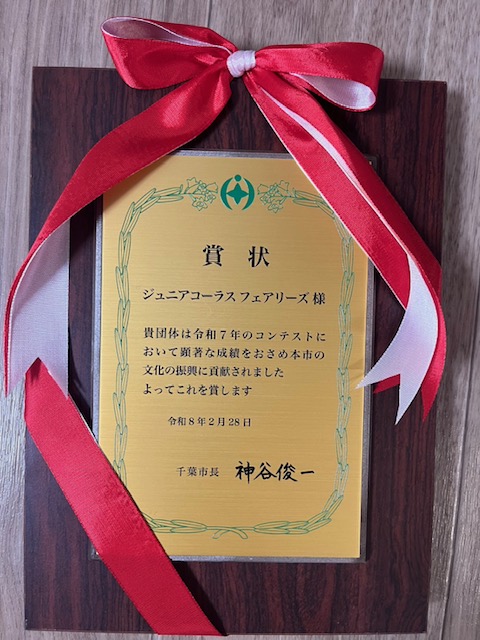 賞状
ジュニアコーラス フェアリーズ 様
貴団体は令和７年のコンテストに
おいて顕著な成績をおさめ本市の
文化の振興に貢献されました
よってこれを賞します
令和８年２月28日
千葉市長 神谷俊一